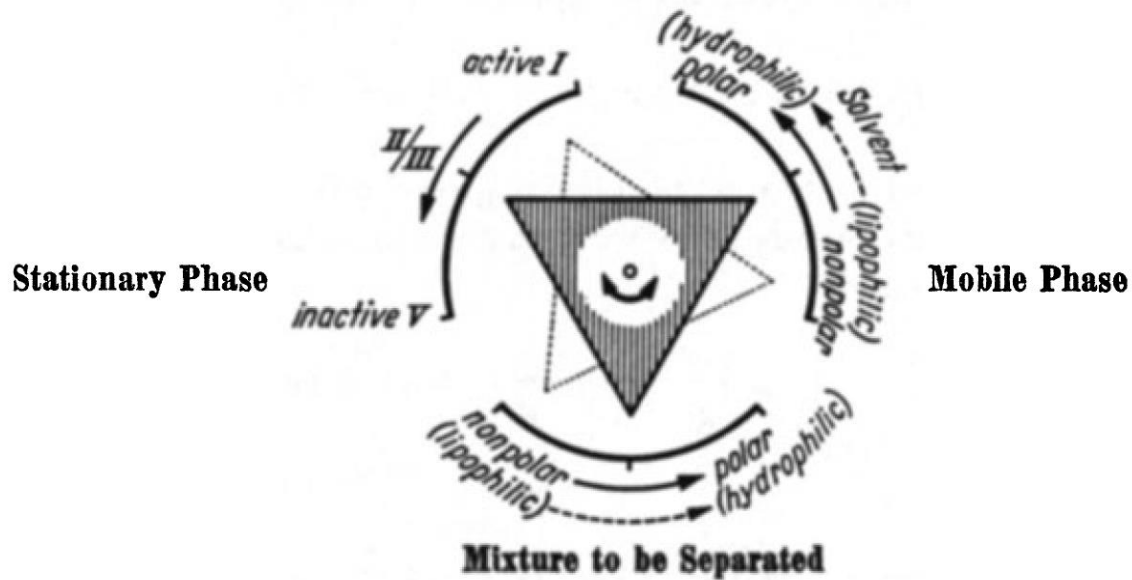 active I
II/III
inactive V
Stationary Phase
(hydrophilic)
polar
Solvent
(lipophilic)
nonpolar
Mobile Phase
nonpolar
(lipophilic)
polar
(hydrophilic)
Mixture to be Separated